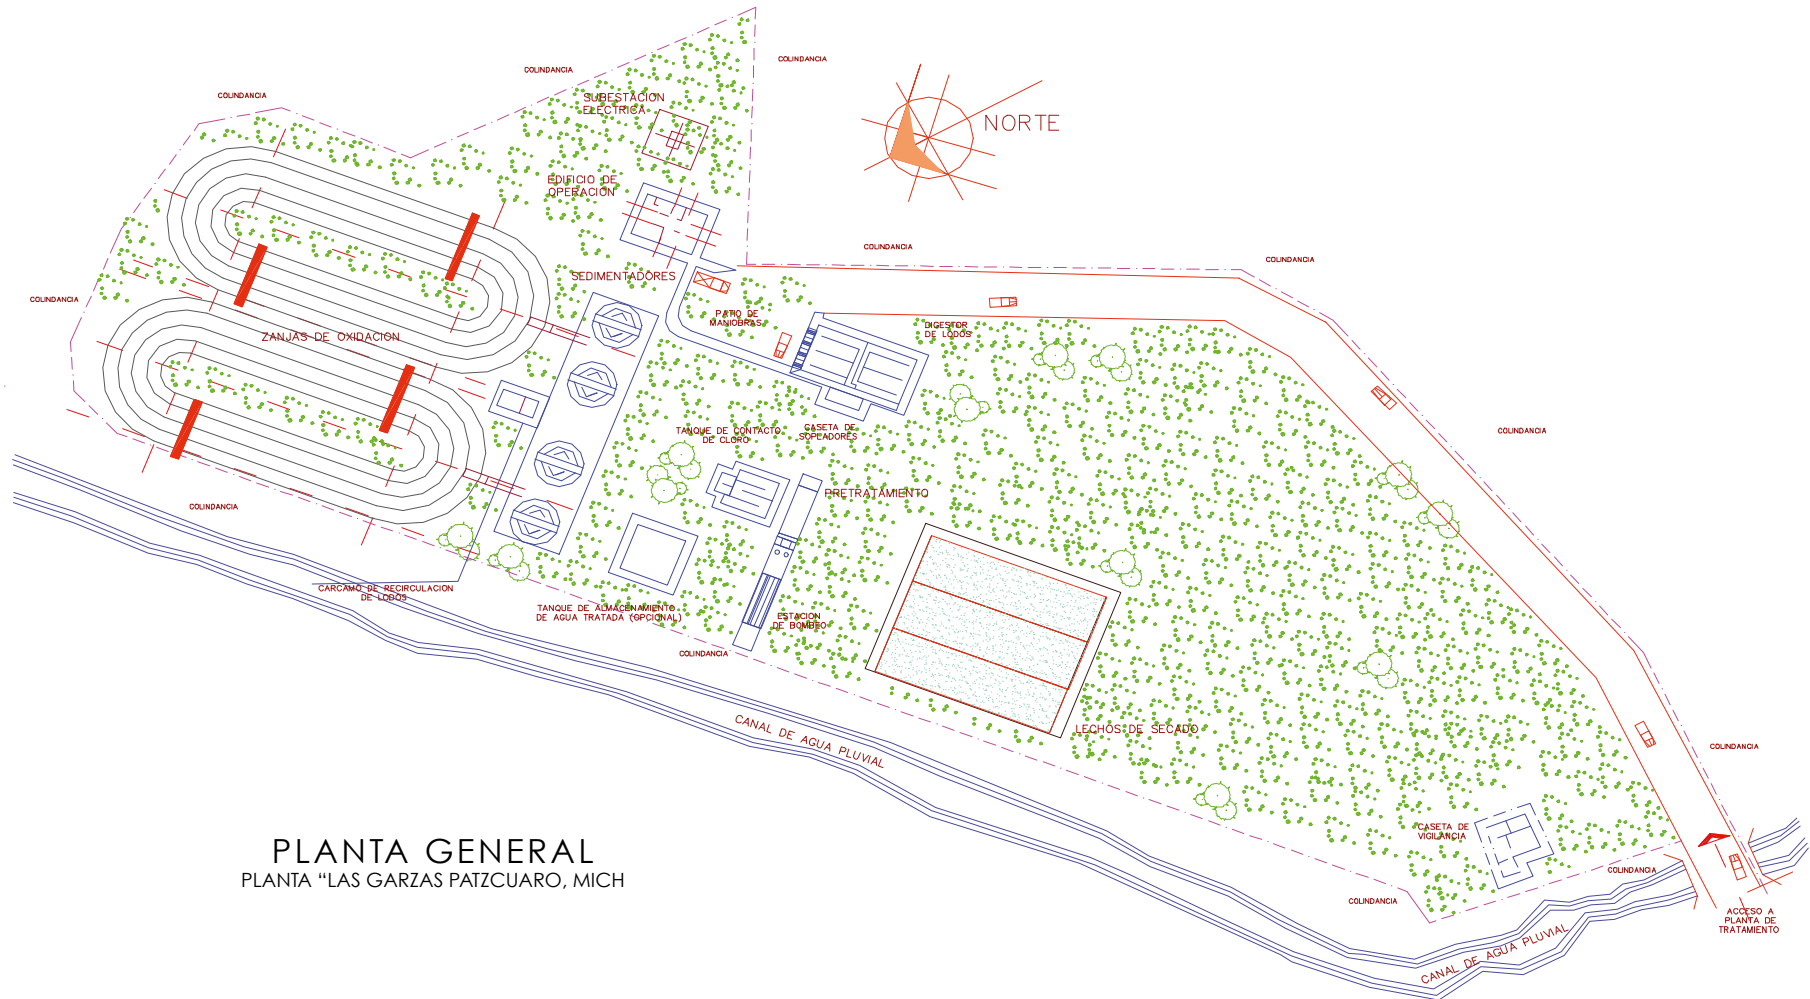 COLINDANCIA
COLINDANCIA
COLINDANCIA
SUBESTACION
ELECTRICA
NORTE
EDIFICIO DE
OPERACION
COLINDANCIA
COLINDANCIA
SEDIMENTADORES
COLINDANCIA
PATIO DE
MANIOBRAS
DIGESTOR
DE LODOS
ZANJAS DE OXIDACION
TANQUE DE CONTACTO
DE CLORO
CASETA DE
SOPLADORES
COLINDANCIA
PRETRATAMIENTO
COLINDANCIA
CARCAMO DE RECIRCULACION
DE LODOS
TANQUE DE ALMACENAMIENTO
DE AGUA TRATADA (OPCIONAL)
ESTACION
DE BOMBEO
COLINDANCIA
CANAL DE AGUA PLUVIAL
LECHOS DE SECADO
COLINDANCIA
CASETA DE
VIGILANCIA
PLANTA GENERAL
PLANTA “LAS GARZAS PATZCUARO, MICH
COLINDANCIA
COLINDANCIA
ACCESO A
PLANTA DE
TRATAMIENTO
CANAL DE AGUA PLUVIAL